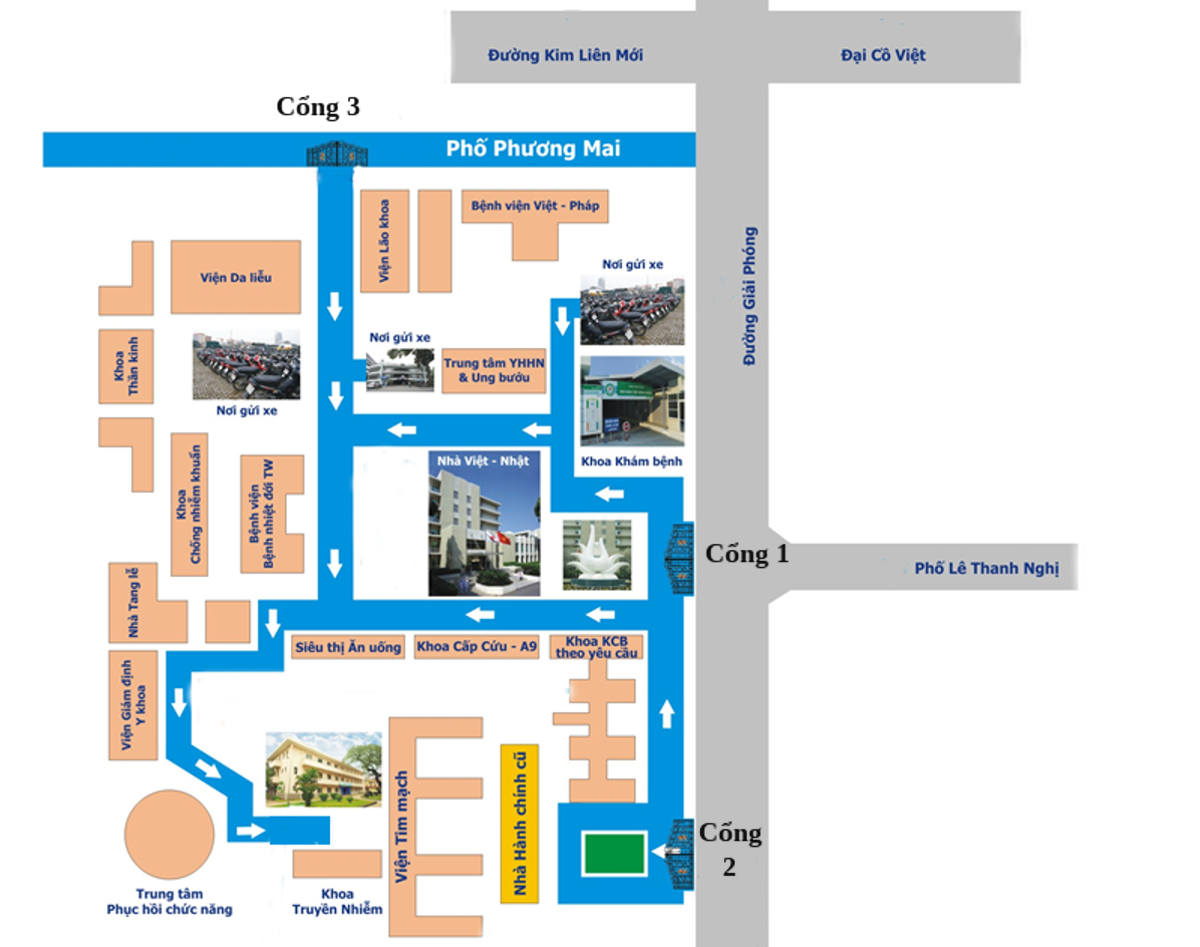 Đường Kim Liên Mới
Đại Cồ Việt
Cổng 3
Phố Phương Mai
Viện Lão khoa
Bệnh viện Việt - Pháp
Đường Giải Phóng
Viện Da liễu
Nơi gửi xe
Khoa
Thần kinh
Nơi gửi xe
Nơi gửi xe
Trung tâm YHHN
& Ung bướu
Khoa Khám bệnh
Khoa
Chống nhiễm khuẩn
Bệnh viện
Bệnh nhiệt đới TW
Nhà Việt - Nhật
Cổng 1
Phố Lê Thanh Nghị
Nhà Tang lễ
Siêu thị Ăn uống
Khoa Cấp Cứu - A9
Khoa KCB
theo yêu cầu
Viện Giám định
Y khoa
Viện Tim mạch
Nhà Hành chính cũ
Cổng
2
Trung tâm
Phục hồi chức năng
Khoa
Truyền Nhiễm